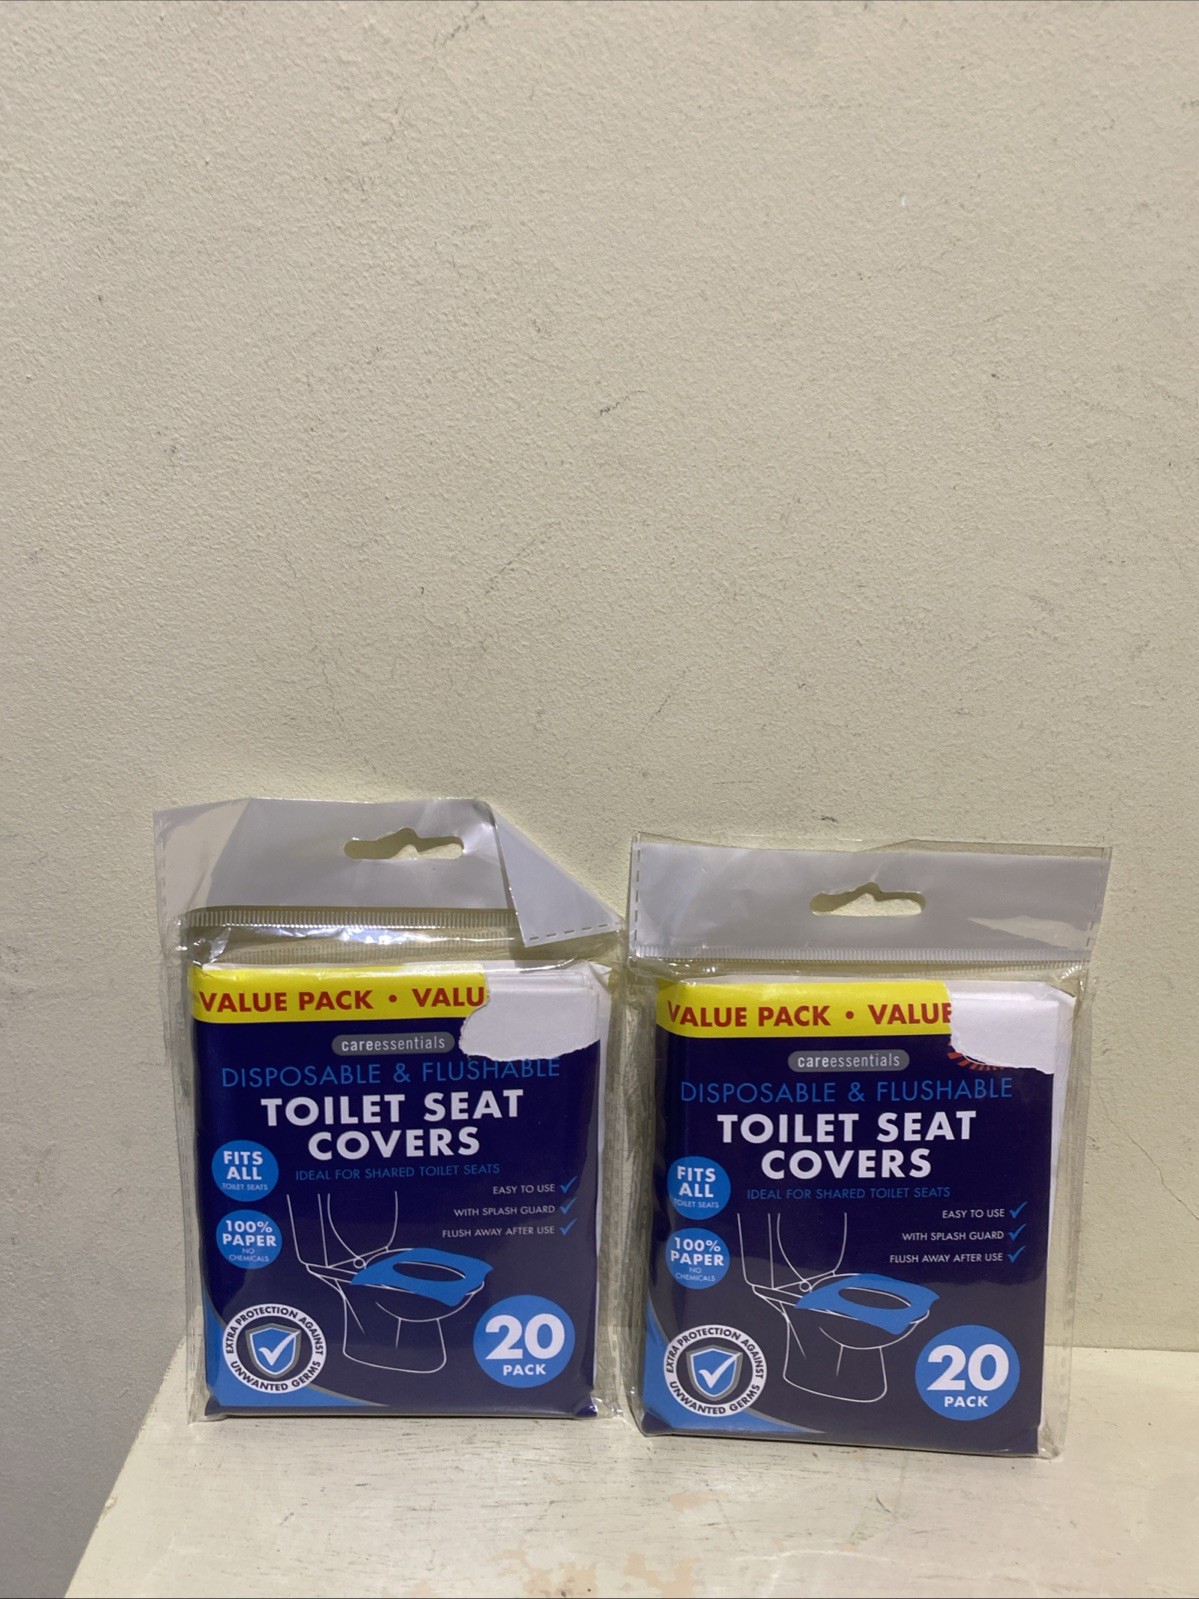 VALUE PACK • VALU
careessentials
DISPOSABLE & FLUSHABLE
TOILET SEAT
COVERS
IDEAL FOR SHARED TOILET SEATS
FITS
ALL
TOILET SEATS
EASY TO USE
WITH SPLASH GUARD
FLUSH AWAY AFTER USE
100%
PAPER
NO
CHEMICALS
EXTRA PROTECTION AGAINST
UNWANTED GERMS
20
PACK
VALUE PACK • VALUE
careessentials
DISPOSABLE & FLUSHABLE
TOILET SEAT
COVERS
IDEAL FOR SHARED TOILET SEATS
FITS
ALL
TOILET SEATS
EASY TO USE
WITH SPLASH GUARD
FLUSH AWAY AFTER USE
100%
PAPER
NO
CHEMICALS
EXTRA PROTECTION AGAINST
UNWANTED GERMS
20
PACK